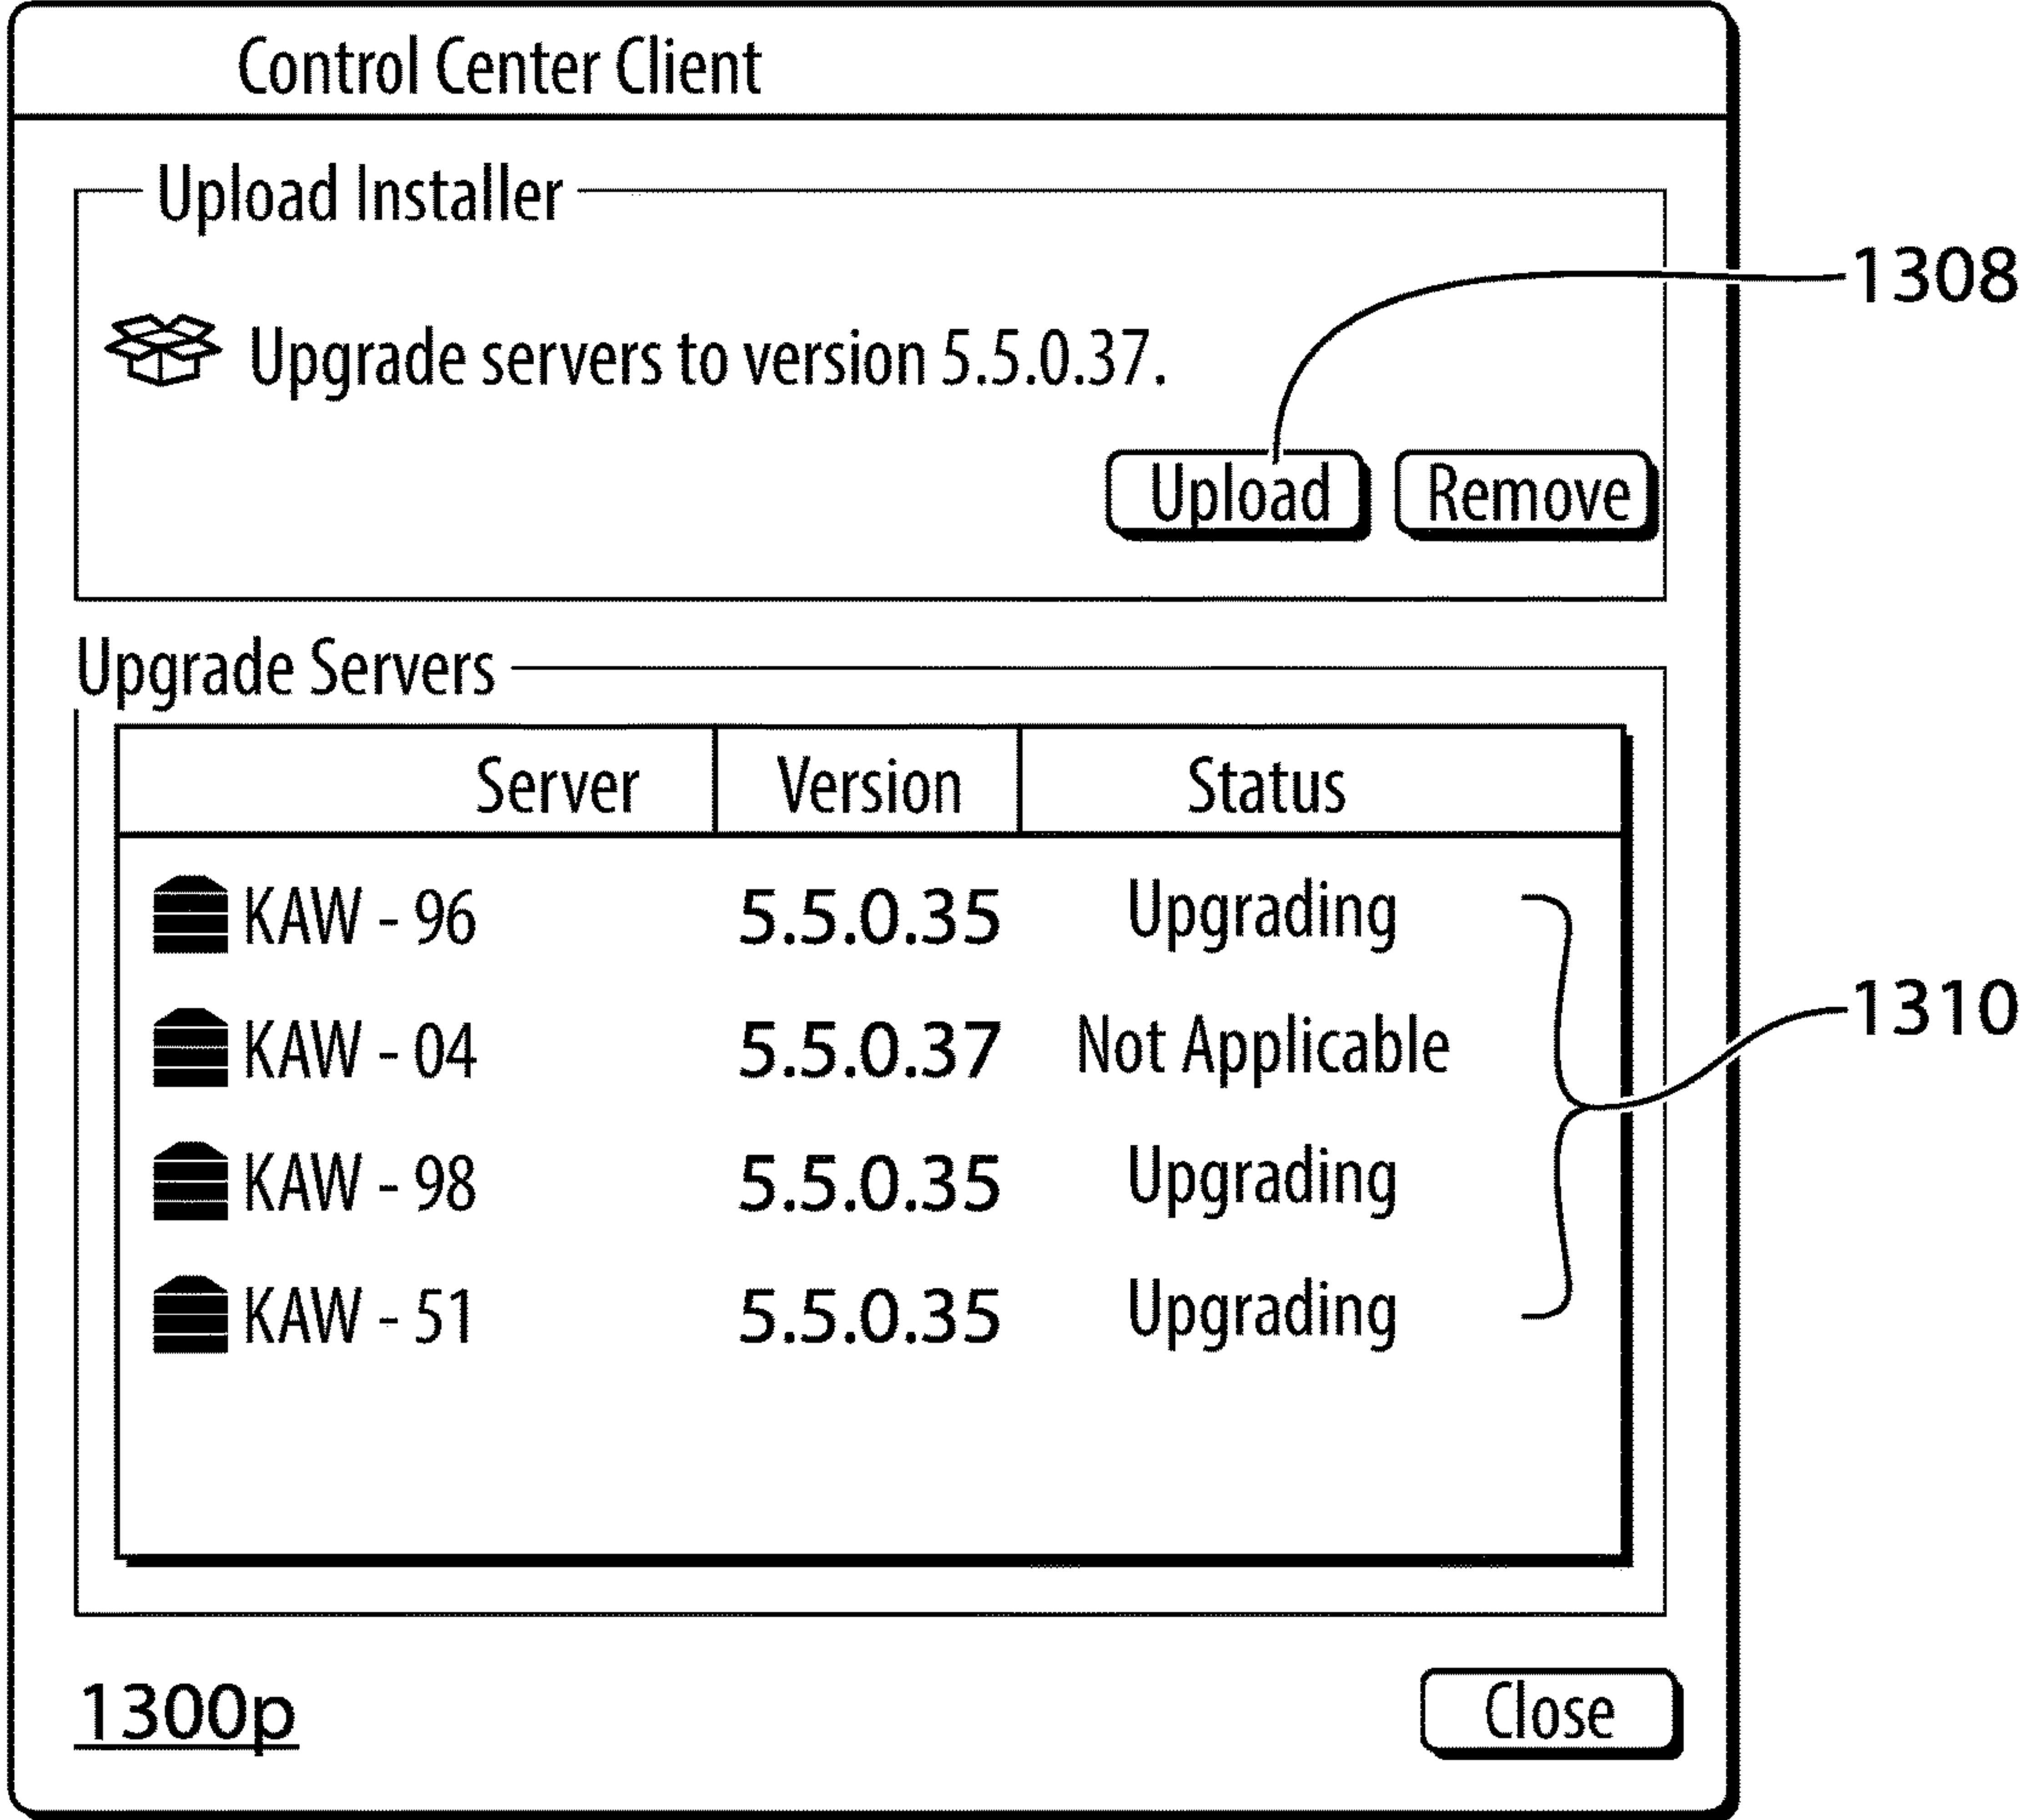 Control Center Client
Upload Installer
1308
Upgrade servers to version 5.5.0.37.
Upload Remove
Upgrade Servers
Server Version Status
KAW - 96 5.5.0.35 Upgrading
KAW - 04 5.5.0.37 Not Applicable
1310
KAW - 98 5.5.0.35 Upgrading
KAW - 51 5.5.0.35 Upgrading
1300p
Close